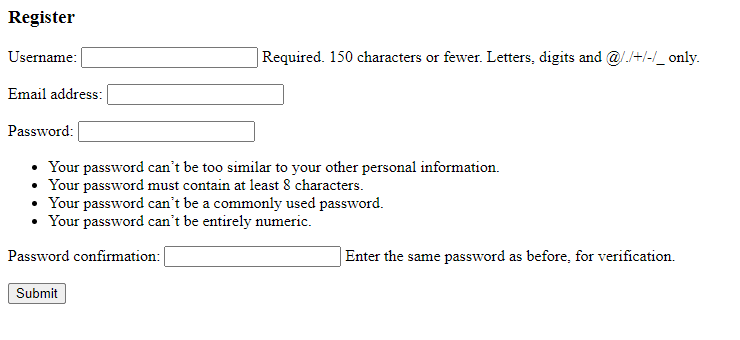 Register
Username: Required. 150 characters or fewer. Letters, digits and @/./+/-/_ only.
Email address:
Password:
• Your password can’t be too similar to your other personal information.
• Your password must contain at least 8 characters.
• Your password can’t be a commonly used password.
• Your password can’t be entirely numeric.
Password confirmation: Enter the same password as before, for verification.
Submit